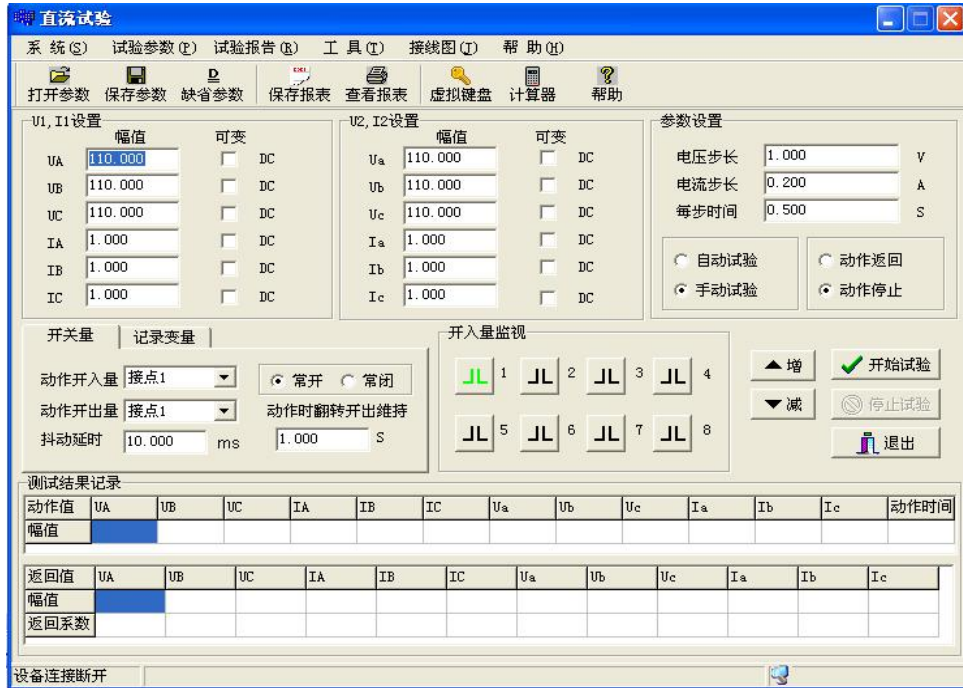 直流试验
系 统(S) 试验参数(P) 试验报告(R) 工 具(T) 接线图(J) 帮 助(H)
打开参数 保存参数 缺省参数 保存报表 查看报表 虚拟键盘 计算器 帮助
U1,I1设置 U2,I2设置 参数设置
幅值 可变 幅值 可变
UA 110.000 DC Ua 110.000 DC 电压步长 1.000 V
UB 110.000 DC Ub 110.000 DC 电流步长 0.200 A
UC 110.000 DC Uc 110.000 DC 每步时间 0.500 S
IA 1.000 DC Ia 1.000 DC
IB 1.000 DC Ib 1.000 DC 自动试验 动作返回
IC 1.000 DC Ic 1.000 DC 手动试验 动作停止
开关量 记录变量 开入量监视
动作开入量 接点1 常开 常闭 1 2 3 4 增 开始试验
动作开出量 接点1 动作时翻转开出维持 减 停止试验
抖动延时 10.000 ms 1.000 S 5 6 7 8 退出
测试结果记录
动作值 UA UB UC IA IB IC Ua Ub Uc Ia Ib Ic 动作时间
幅值
返回值 UA UB UC IA IB IC Ua Ub Uc Ia Ib Ic
幅值
返回系数
设备连接断开